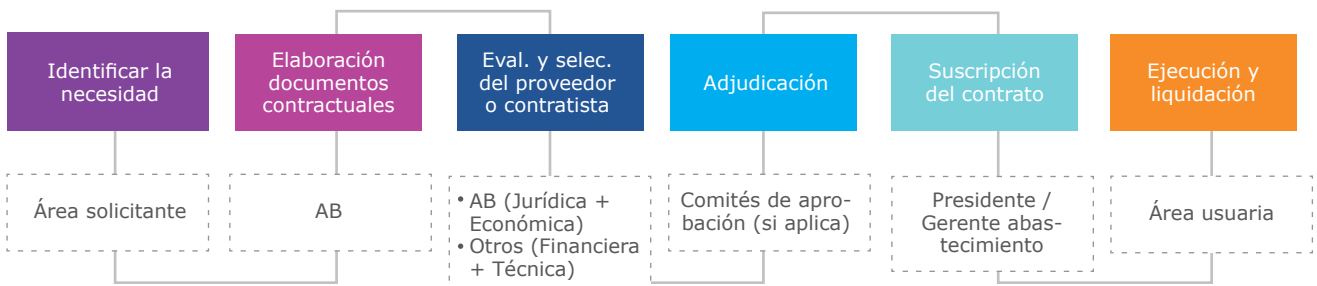 Identificar la
necesidad
Elaboración
documentos
contractuales
Eval. y selec.
del proveedor
o contratista
Adjudicación
Suscripción
del contrato
Ejecución y
liquidación
Área solicitante
AB
• AB (Jurídica +
Económica)
• Otros (Financiera
+ Técnica)
Comités de apro-
bación (si aplica)
Presidente /
Gerente abas-
tecimiento
Área usuaria